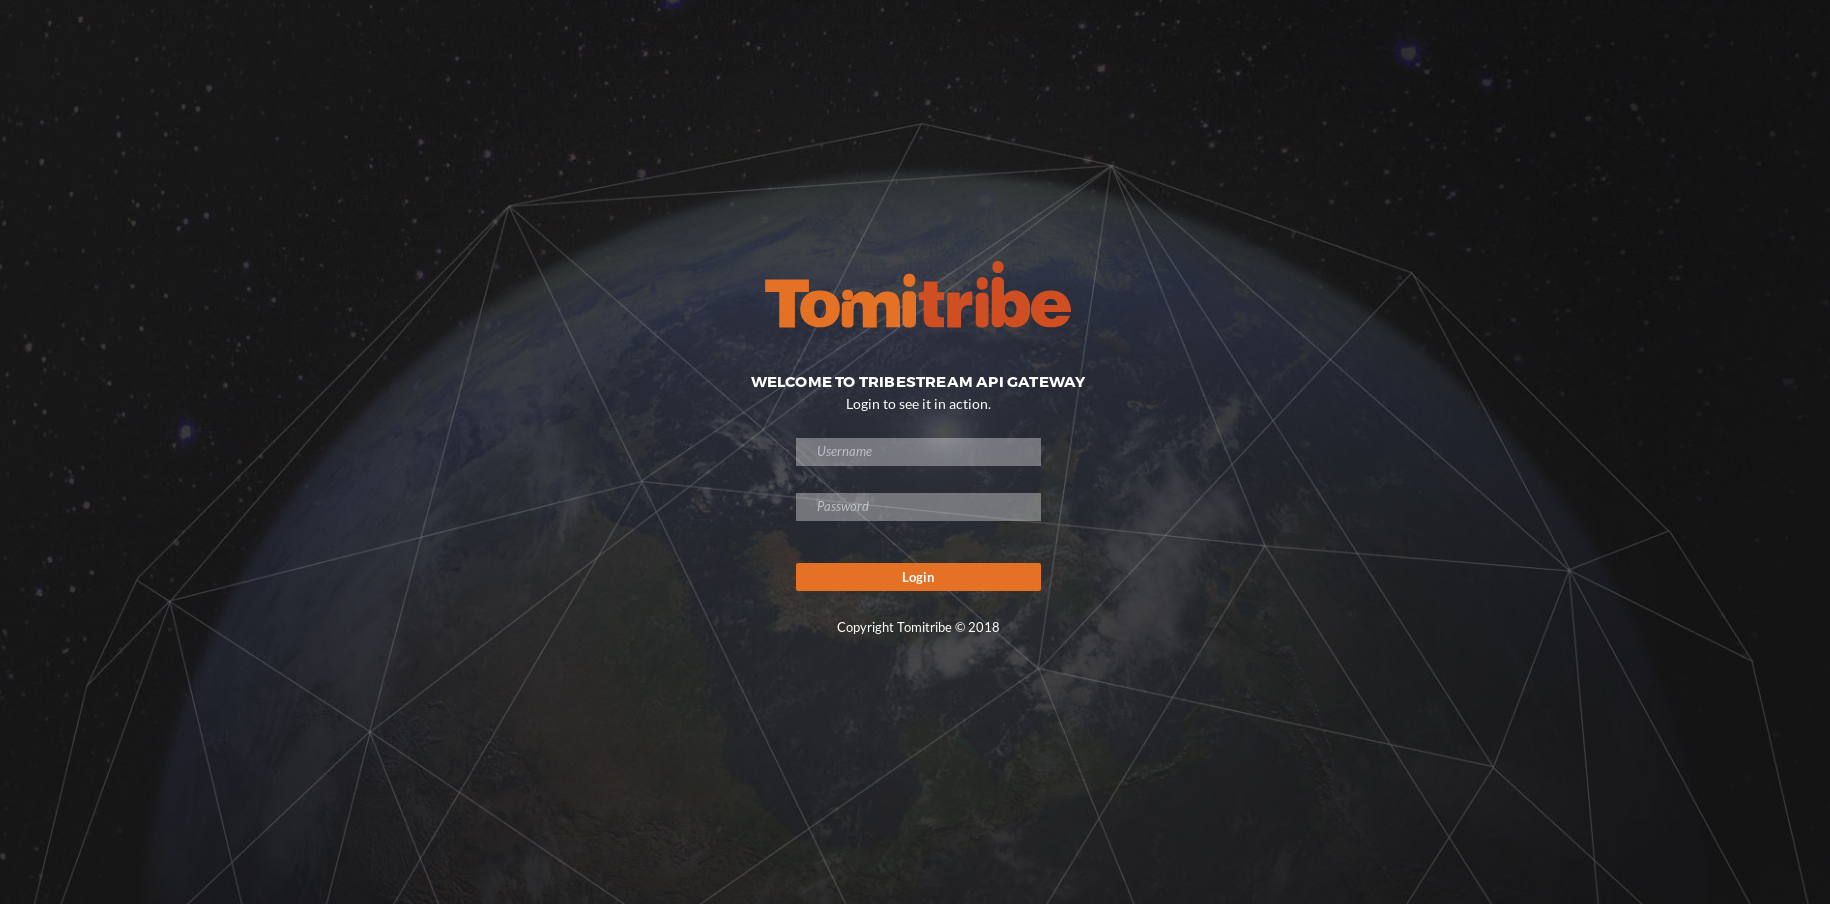 Tomitribe
WELCOME TO TRIBESTREAM API GATEWAY
Login to see it in action.
Username
Password
Login
Copyright Tomitribe © 2018